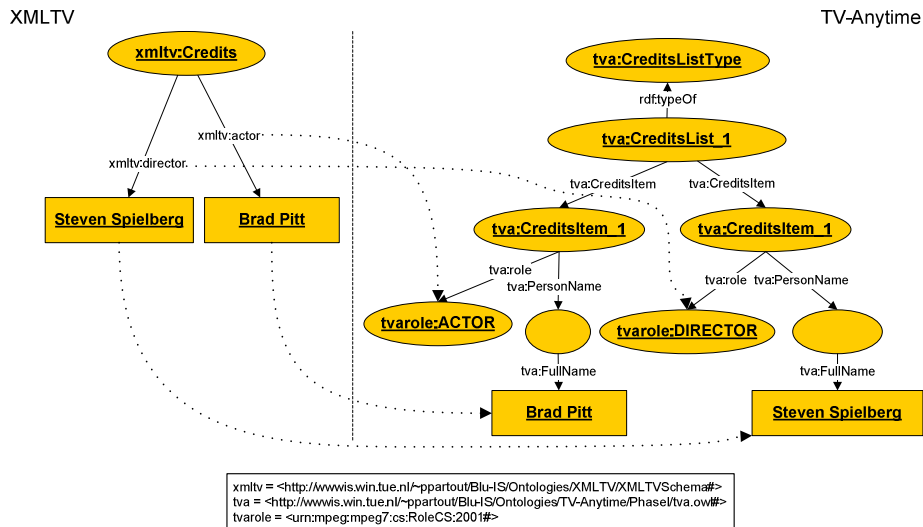 XMLTV
TV-Anytime
xmltv:Credits
tva:CreditsListType
rdf:typeOf
xmltv:actor
tva:CreditsList_1
xmltv:director
tva:CreditsItem
tva:CreditsItem
Steven Spielberg
Brad Pitt
tva:CreditsItem_1
tva:CreditsItem_1
tva:role
tva:PersonName
tva:role
tva:PersonName
tvarole:ACTOR
tvarole:DIRECTOR
tva:FullName
tva:FullName
Brad Pitt
Steven Spielberg
xmltv = <http://wwwis.win.tue.nl/~ppartout/Blu-IS/Ontologies/XMLTV/XMLTVSchema#>
tva = <http://wwwis.win.tue.nl/~ppartout/Blu-IS/Ontologies/TV-Anytime/PhaseI/tva.owl#>
tvarole = <urn:mpeg:mpeg7:cs:RoleCS:2001#>